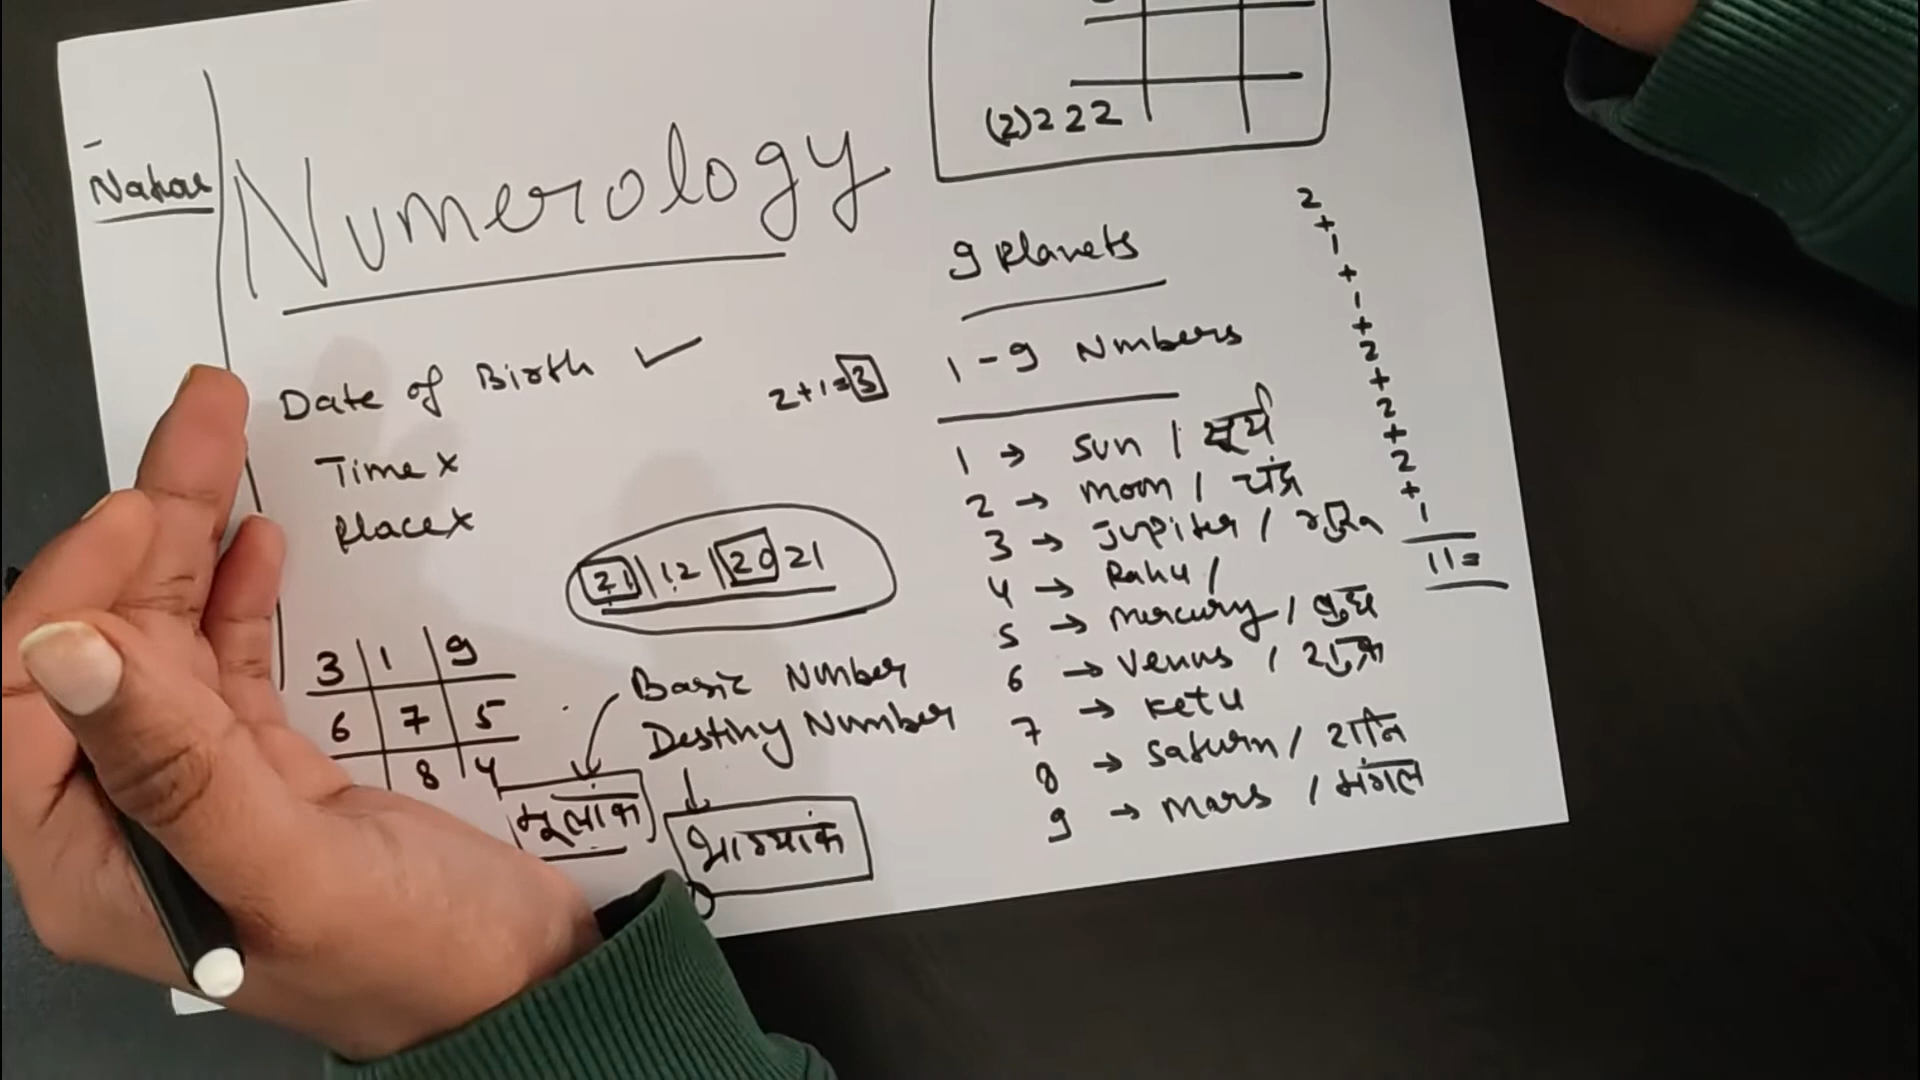 (2)222
Nahar
Numerology
9 Planets
1-9 Numbers
Date of Birth ✓
2+1=3
Time x
Place x
21|12|2021
1 → Sun / सूर्य
2 → moon / चंद्र
3 → Jupiter /
4 → Rahu /
5 → mercury / बुध
6 → Venus / शुक्र
7 → Ketu
8 → Saturn / शनि
9 → mars / मंगल
2
+
1
+
1
+
2
+
2
+
2
+
1
11=
3 | 1 | 9
6 | 7 | 5
8 | 4
Basic Number
Destiny Number
मूलांक
भाग्यांक